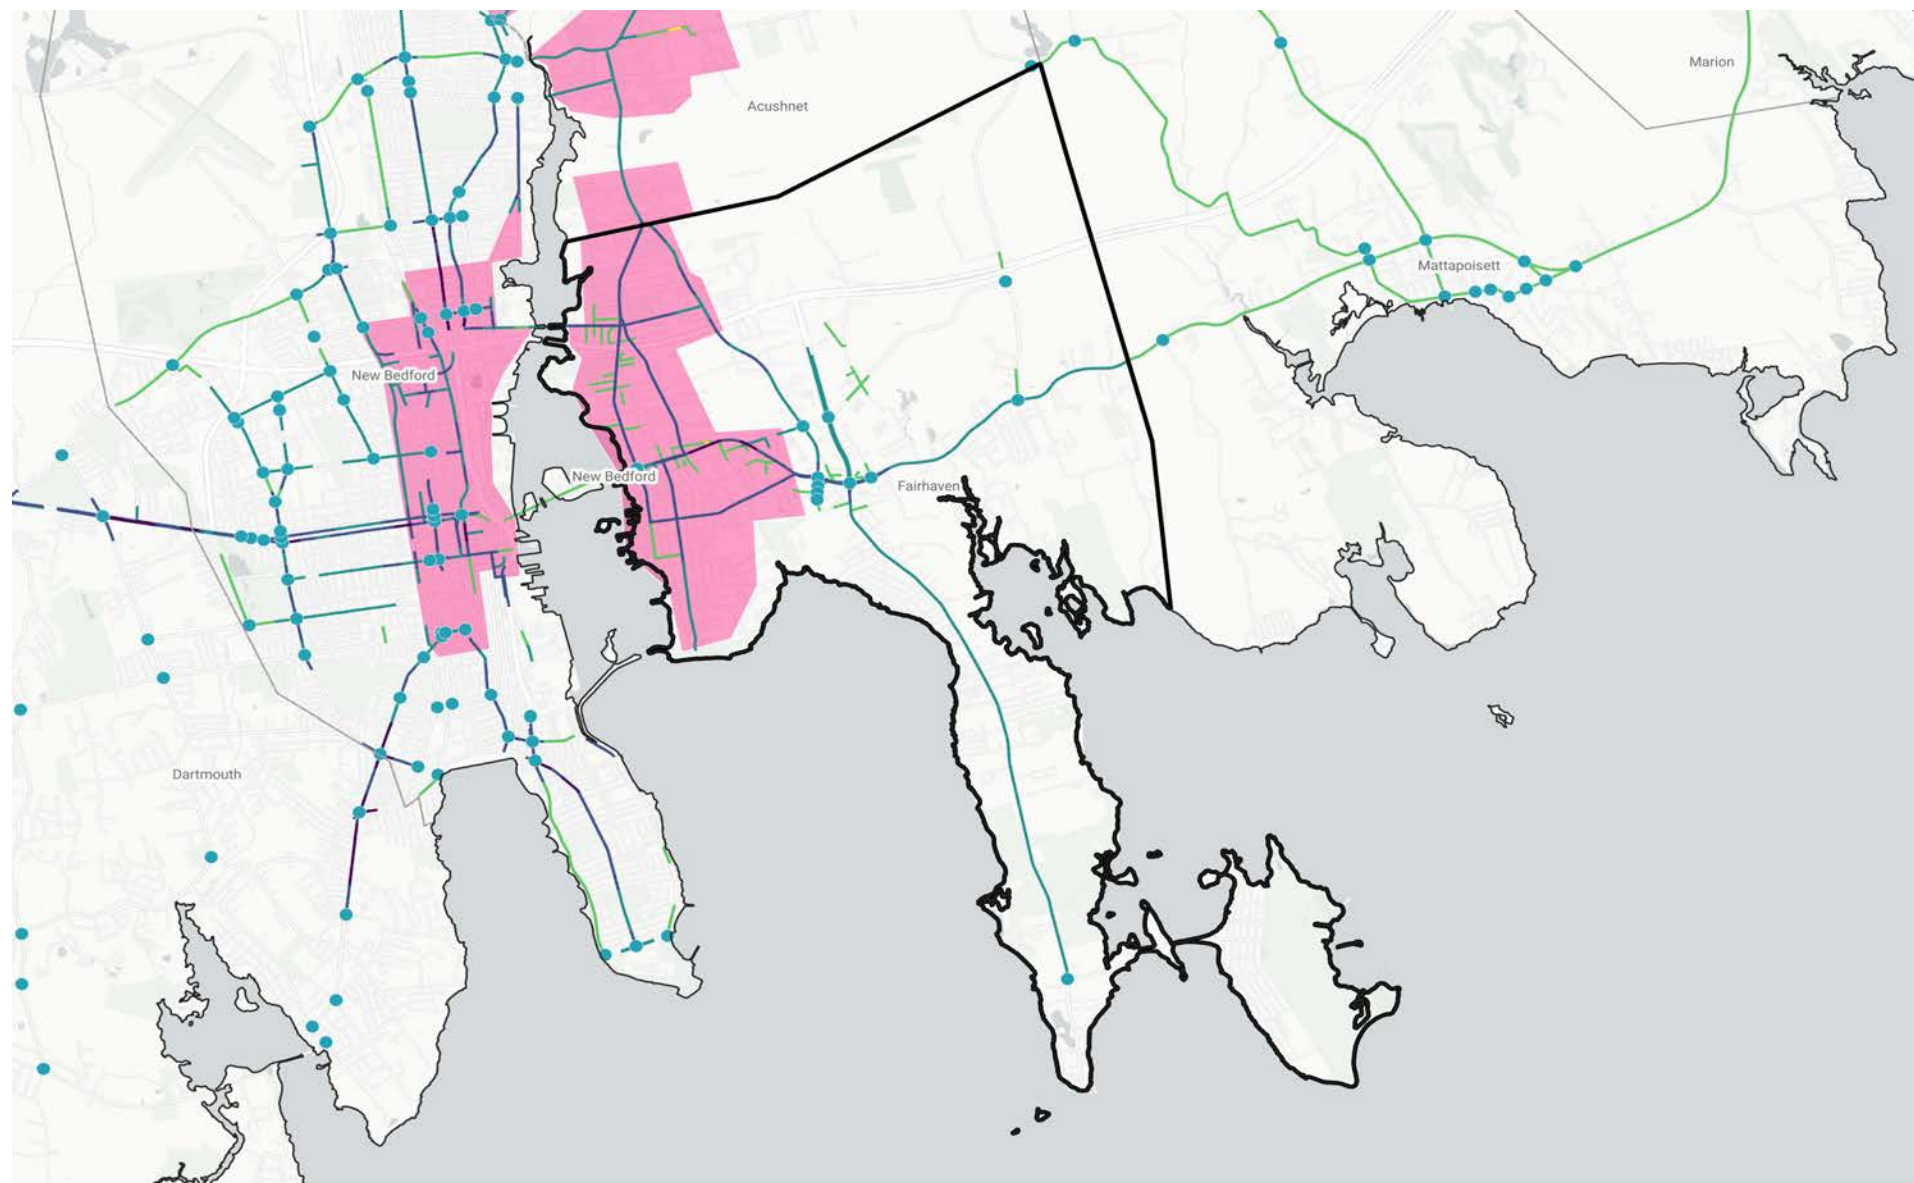 Marion
Acushnet
Mattapoisett
New Bedford
New Bedford
Fairhaven
Dartmouth